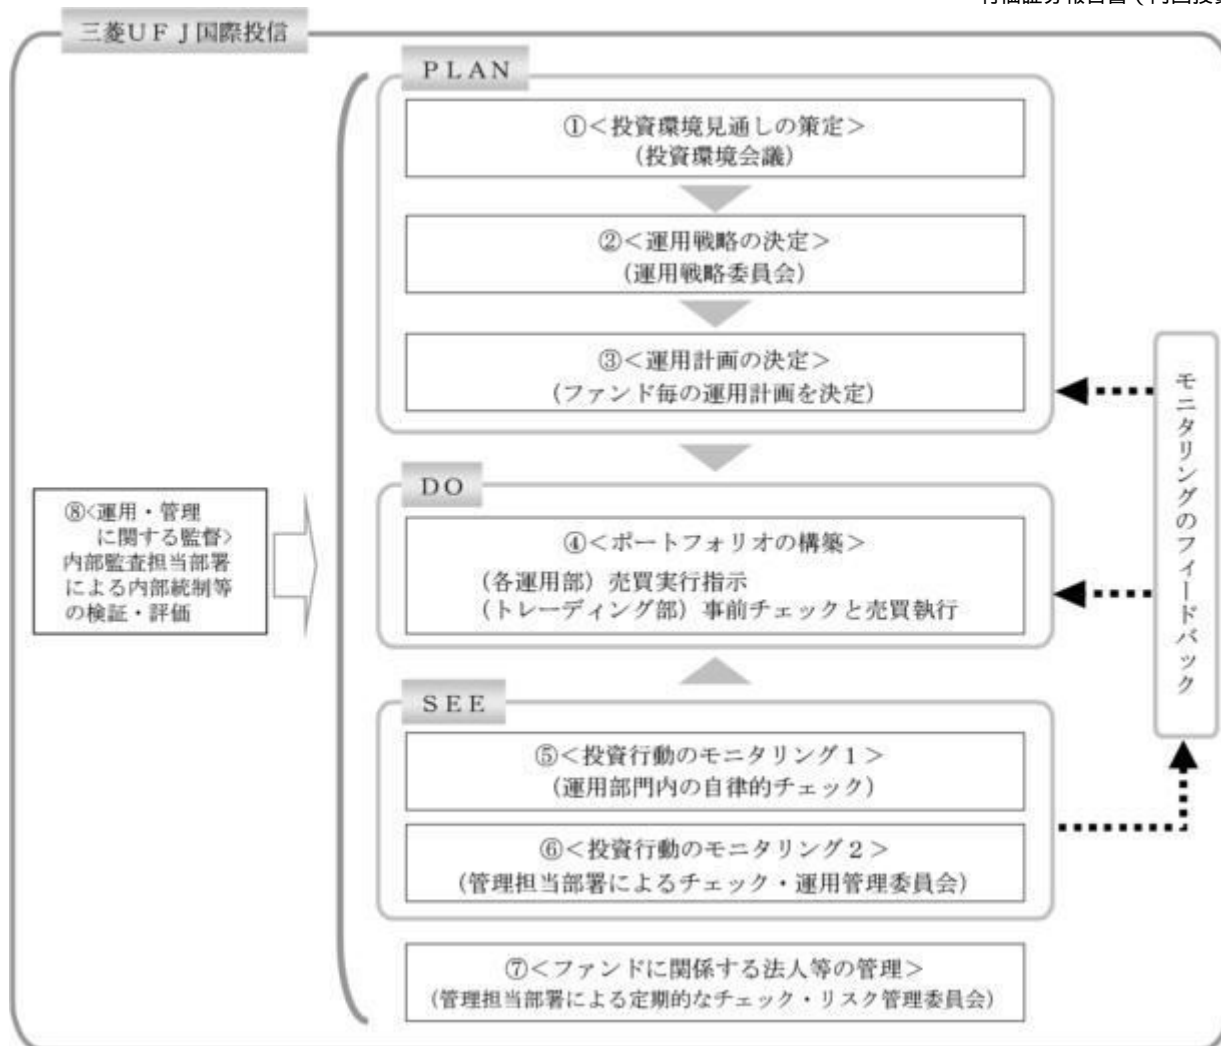 有価証券報告書（内国投資
三菱ＵＦＪ国際投信
ＰＬＡＮ
①＜投資環境見通しの策定＞
（投資環境会議）
②＜運用戦略の決定＞
（運用戦略委員会）
③＜運用計画の決定＞
（ファンド毎の運用計画を決定）
ＤＯ
④＜ポートフォリオの構築＞
（各運用部）売買実行指示
（トレーディング部）事前チェックと売買執行
ＳＥＥ
⑤＜投資行動のモニタリング１＞
（運用部門内の自律的チェック）
⑥＜投資行動のモニタリング２＞
（管理担当部署によるチェック・運用管理委員会）
⑦＜ファンドに関係する法人等の管理＞
（管理担当部署による定期的なチェック・リスク管理委員会）
⑧＜運用・管理
に関する監督＞
内部監査担当部署
による内部統制等
の検証・評価
モニタリングのフィードバック